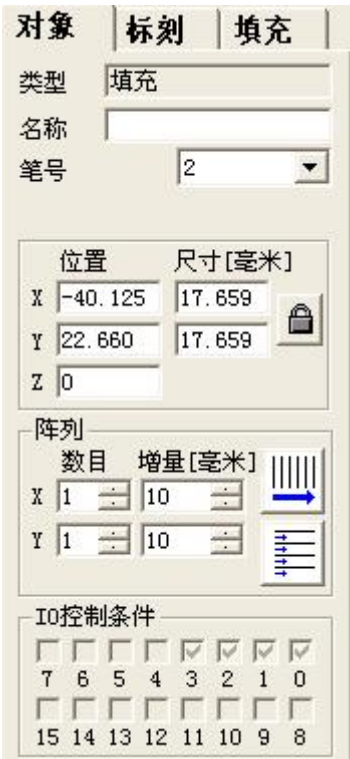 对象 标刻 填充
类型 填充
名称
笔号 2
位置 尺寸[毫米]
X -40.125 17.659
Y 22.660 17.659
Z 0
阵列
数目 增量[毫米]
X 1 10
Y 1 10
IO控制条件
7 6 5 4 3 2 1 0
15 14 13 12 11 10 9 8